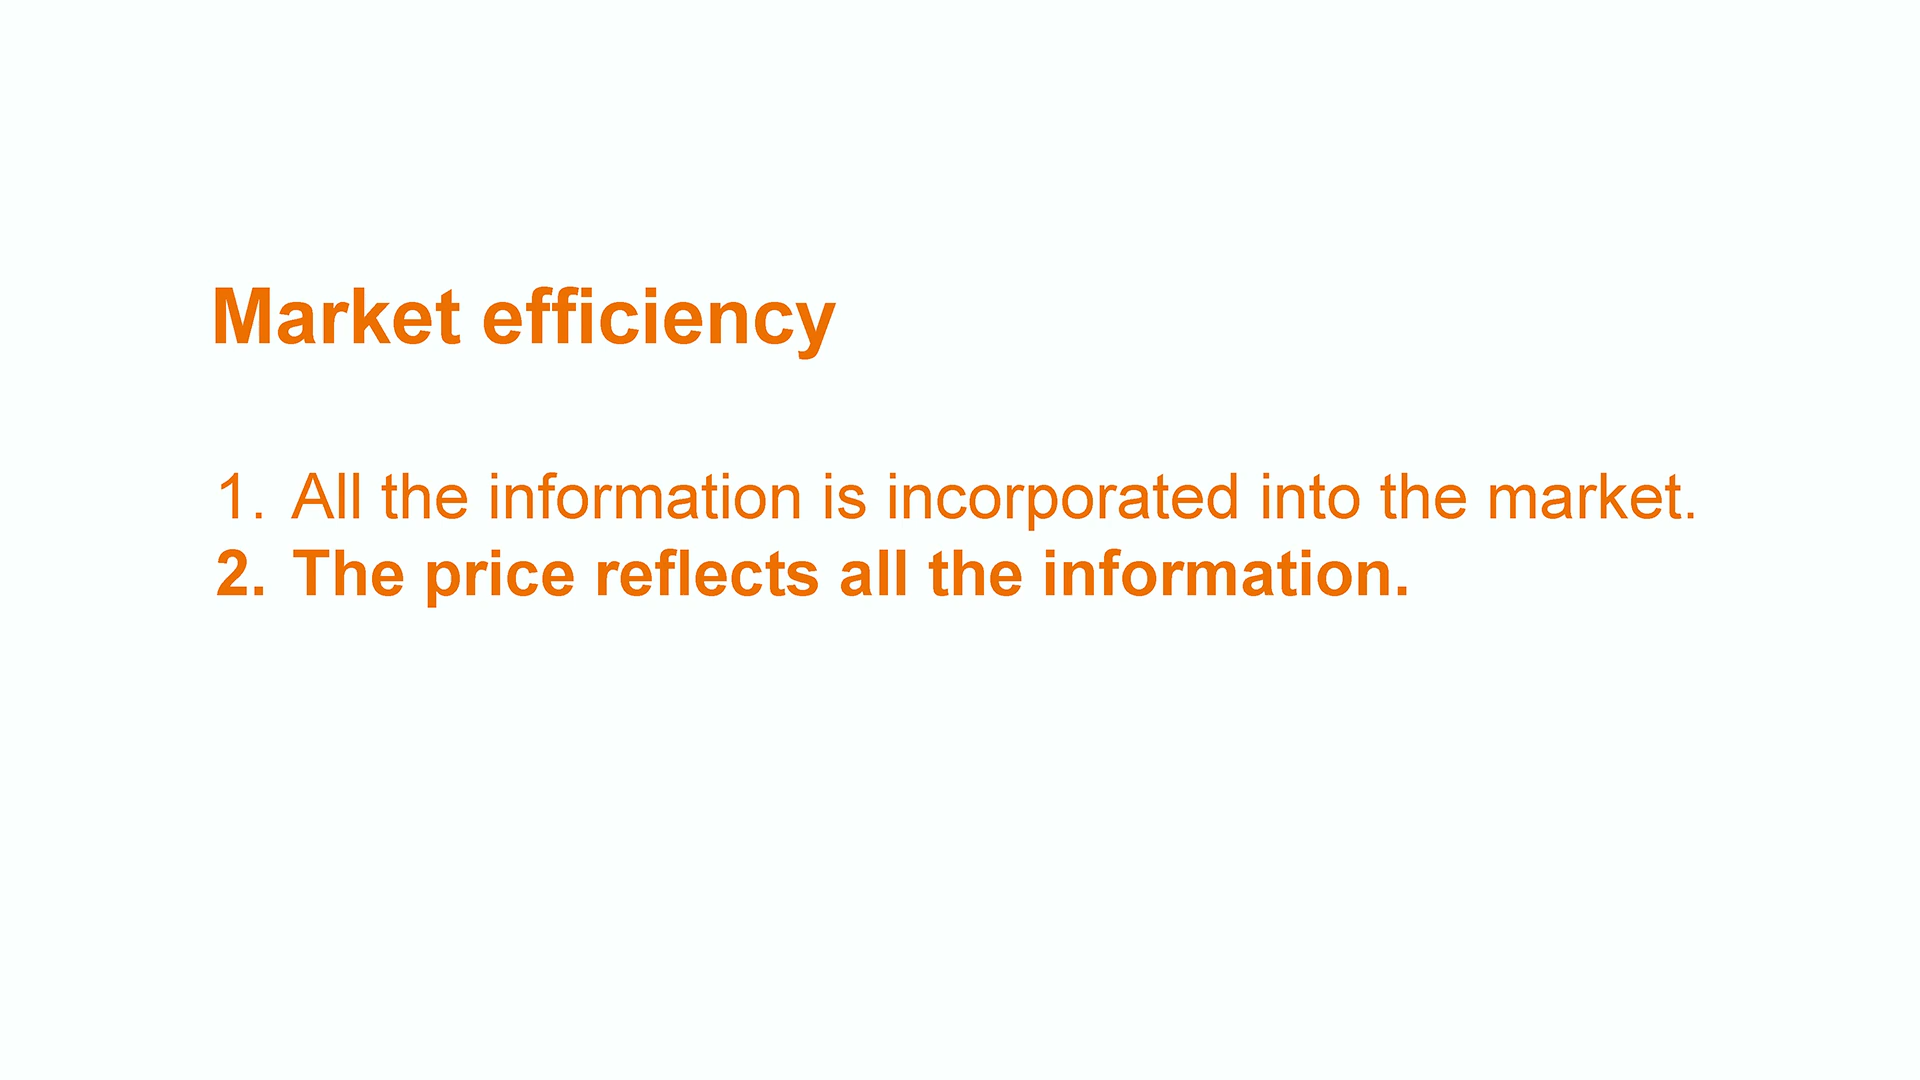 Market efficiency
1. All the information is incorporated into the market.
2. The price reflects all the information.